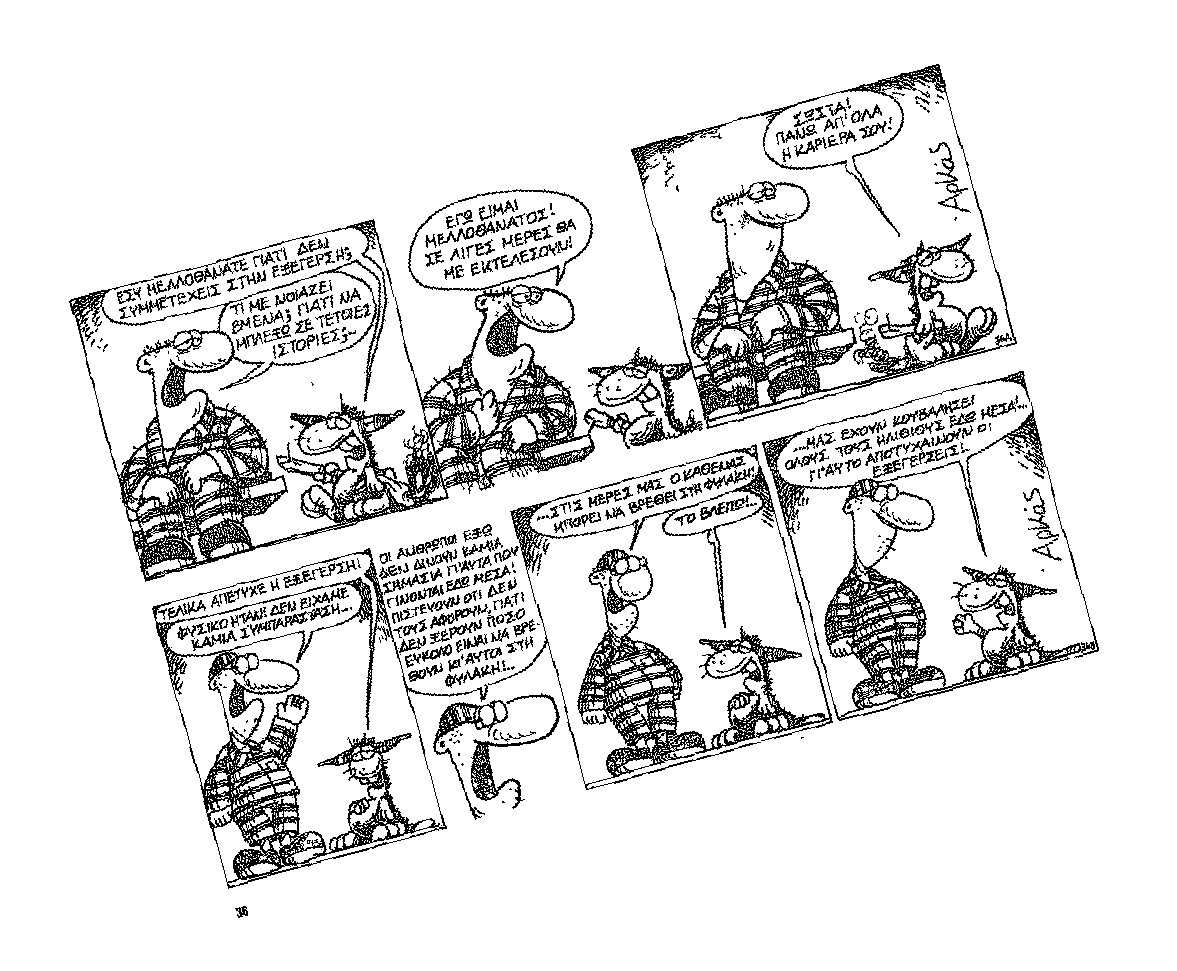 ΕΣΥ ΜΕΛΛΟΘΑΝΑΤΕ ΓΙΑΤΙ ΔΕΝ
ΣΥΜΜΕΤΕΧΕΙΣ ΣΤΗΝ ΕΞΕΓΕΡΣΗ;
ΤΙ ΜΕ ΝΟΙΑΖΕΙ
ΕΜΕΝΑ; ΓΙΑΤΙ ΝΑ
ΜΠΛΕΞΩ ΣΕ ΤΕΤΟΙΕΣ
ΙΣΤΟΡΙΕΣ;..
ΕΓΩ ΕΙΜΑΙ
ΜΕΛΛΟΘΑΝΑΤΟΣ!
ΣΕ ΛΙΓΕΣ ΜΕΡΕΣ ΘΑ
ΜΕ ΕΚΤΕΛΕΣΟΥΝ!
ΣΩΣΤΑ!
ΠΑΝΩ ΑΠ' ΟΛΑ
Η ΚΑΡΙΕΡΑ ΣΟΥ!
Αρκάς
ΤΕΛΙΚΑ ΑΠΕΤΥΧΕ Η ΕΞΕΓΕΡΣΗ!
ΦΥΣΙΚΟ ΗΤΑΝ! ΔΕΝ ΕΙΧΑΜΕ
ΚΑΜΙΑ ΣΥΜΠΑΡΑΣΤΑΣΗ...
ΟΙ ΑΝΘΡΩΠΟΙ ΕΞΩ
ΔΕΝ ΔΙΝΟΥΝ ΚΑΜΙΑ
ΣΗΜΑΣΙΑ ΓΙ'ΑΥΤΑ ΠΟΥ
ΓΙΝΟΝΤΑΙ ΕΔΩ ΜΕΣΑ!
ΠΙΣΤΕΥΟΥΝ ΟΤΙ ΔΕΝ
ΤΟΥΣ ΑΦΟΡΟΥΝ, ΓΙΑΤΙ
ΔΕΝ ΞΕΡΟΥΝ ΠΟΣΟ
ΕΥΚΟΛΟ ΕΙΝΑΙ ΝΑ ΒΡΕ-
ΘΟΥΝ ΚΙ'ΑΥΤΟΙ ΣΤΗ
ΦΥΛΑΚΗ!..
...ΣΤΙΣ ΜΕΡΕΣ ΜΑΣ Ο ΚΑΘΕΝΑΣ
ΜΠΟΡΕΙ ΝΑ ΒΡΕΘΕΙ ΣΤΗ ΦΥΛΑΚΗ!
ΤΟ ΒΛΕΠΩ!..
...ΜΑΣ ΕΧΟΥΝ ΚΟΥΒΑΛΗΣΕΙ
ΟΛΟΥΣ ΤΟΥΣ ΗΛΙΘΙΟΥΣ ΕΔΩ ΜΕΣΑ!..
ΓΙ'ΑΥΤΟ ΑΠΟΤΥΧΑΙΝΟΥΝ ΟΙ
ΕΞΕΓΕΡΣΕΙΣ!..
Αρκάς
36